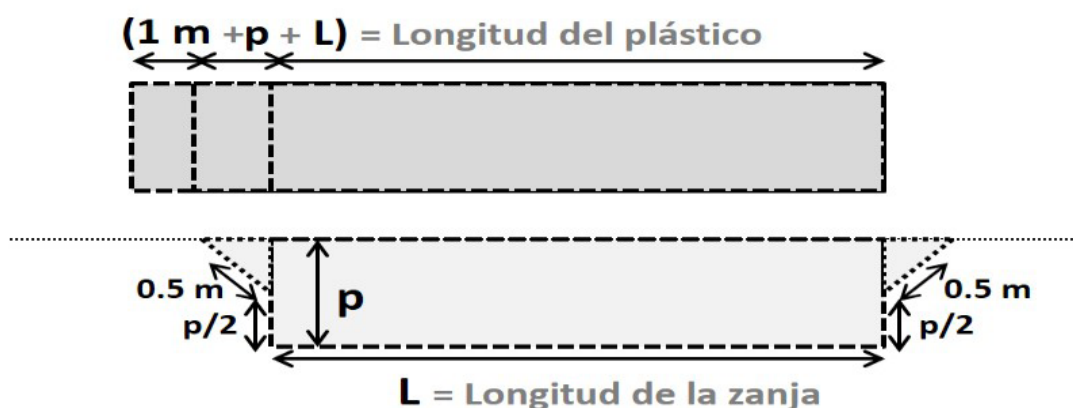 (1 m +p + L) = Longitud del plástico
0.5 m
p/2
p
0.5 m
p/2
L = Longitud de la zanja